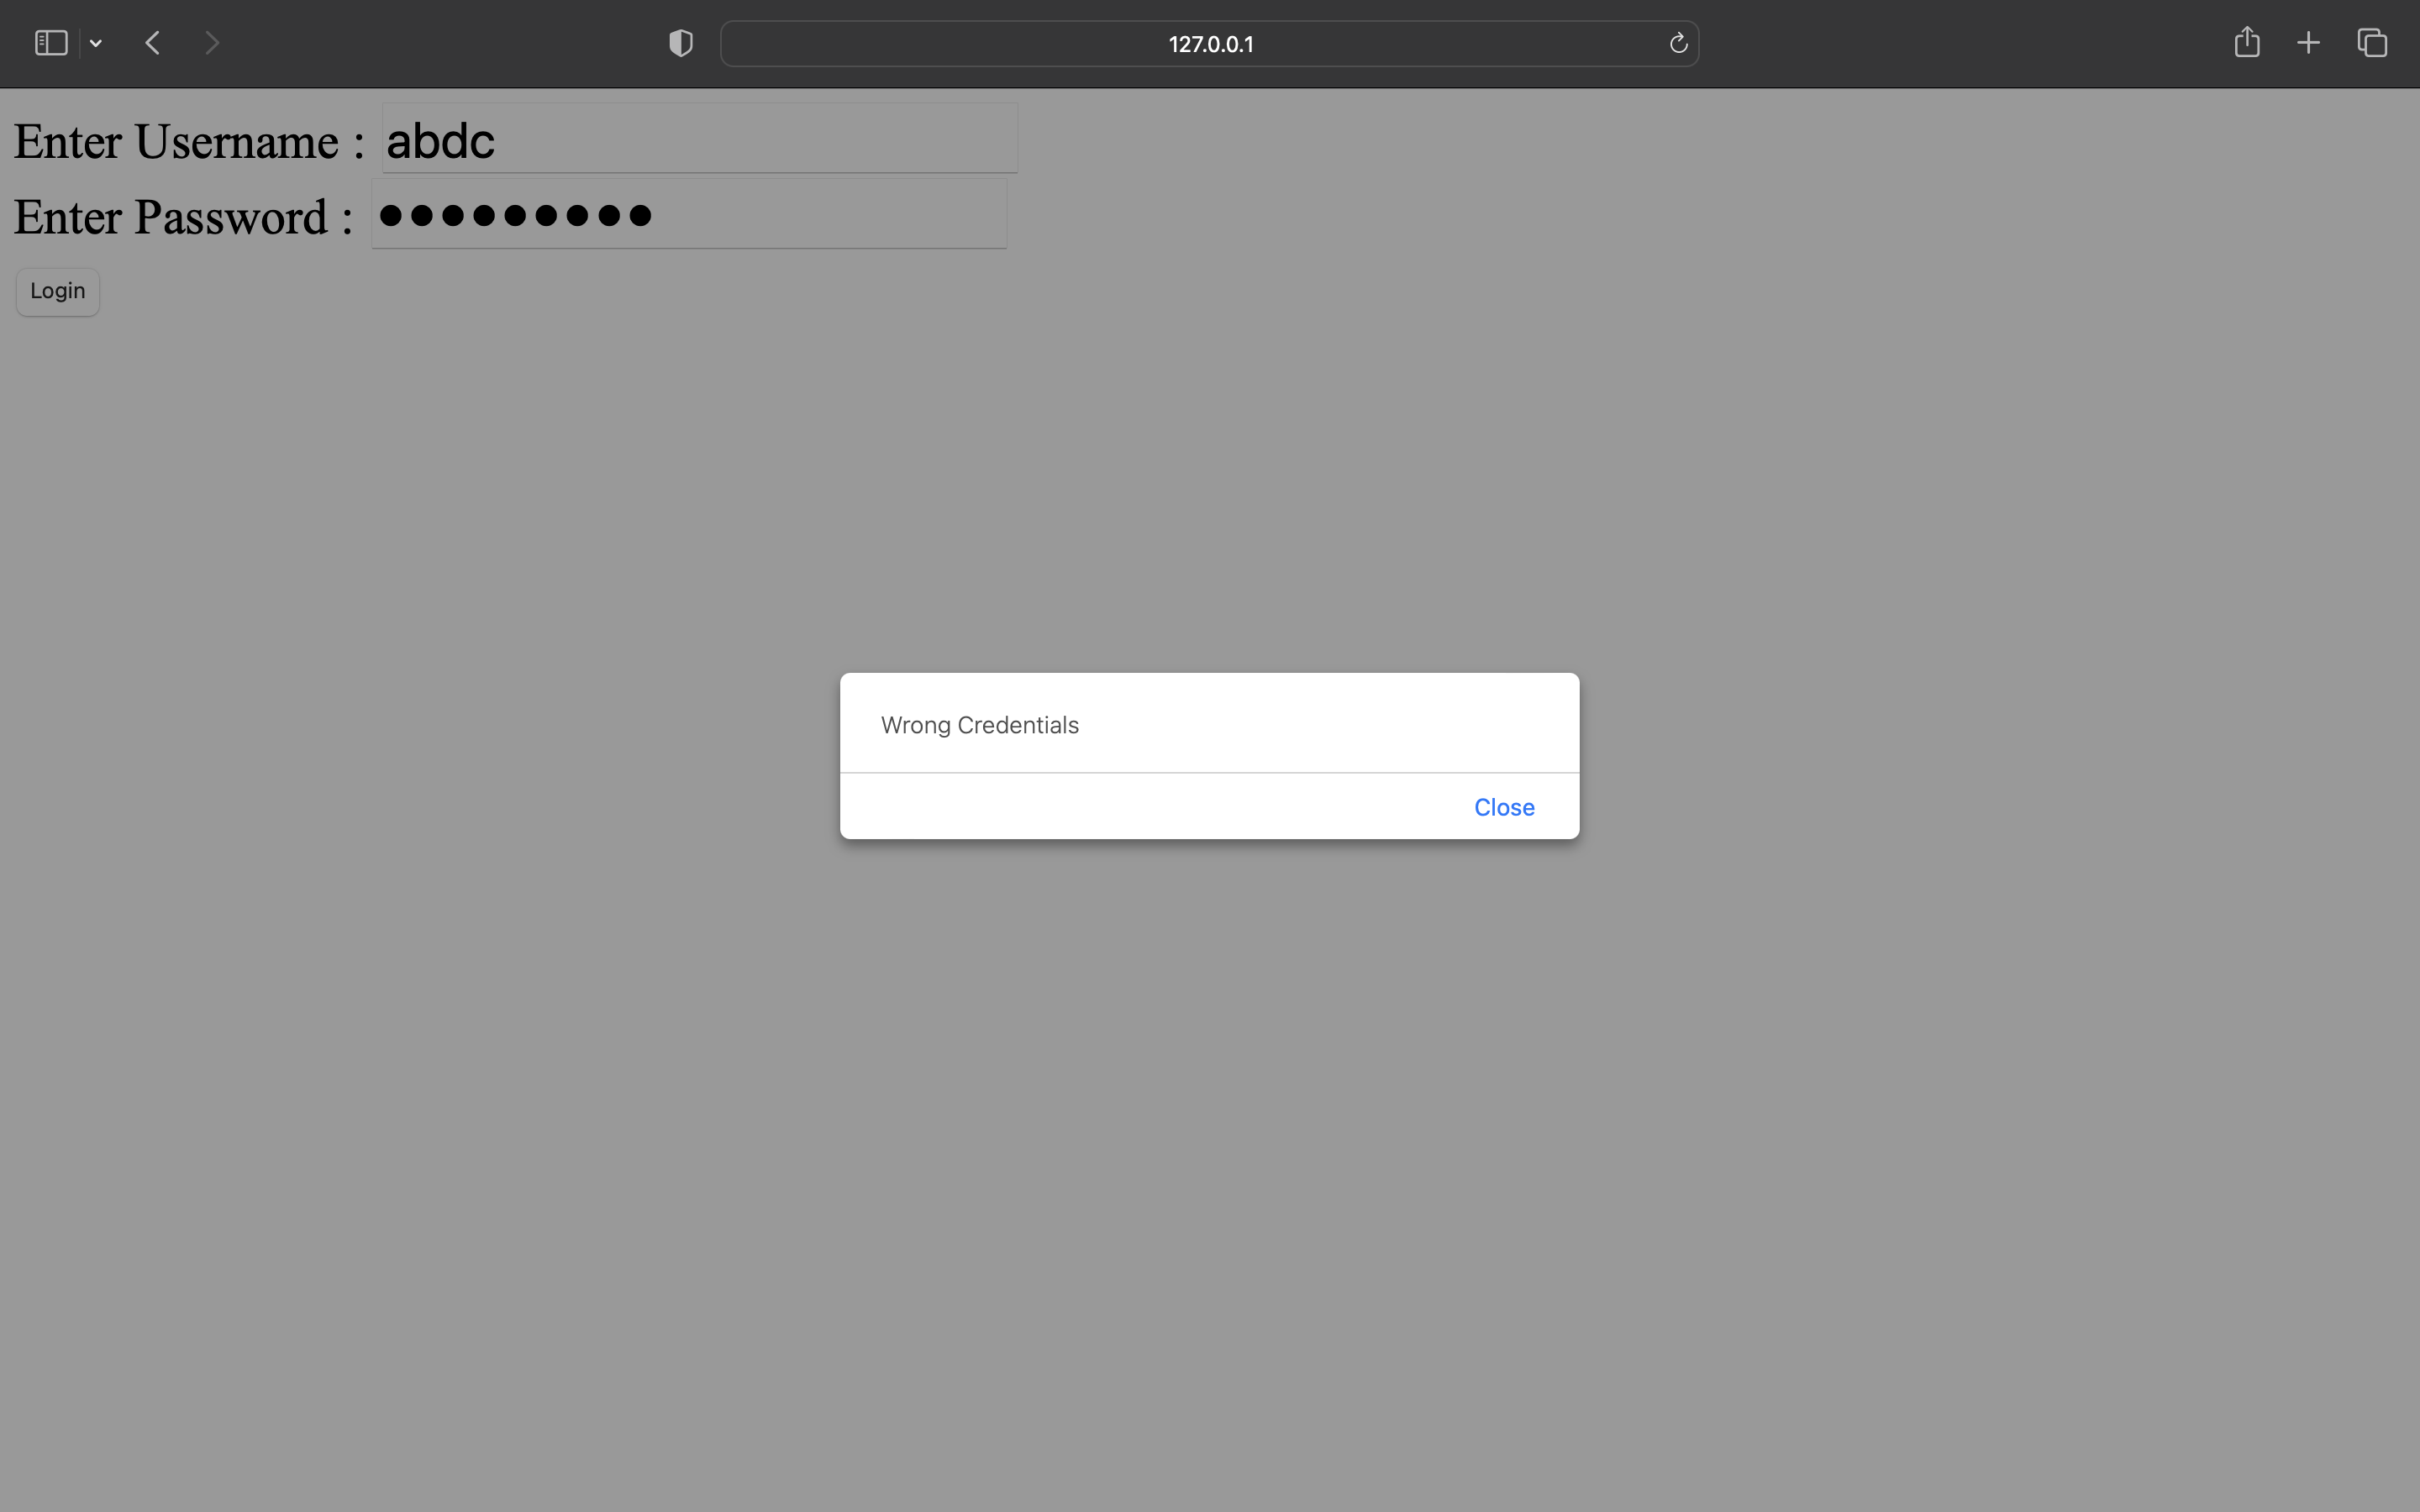 127.0.0.1
Enter Username : abdc
Enter Password : ●●●●●●●●●
Login
Wrong Credentials
Close